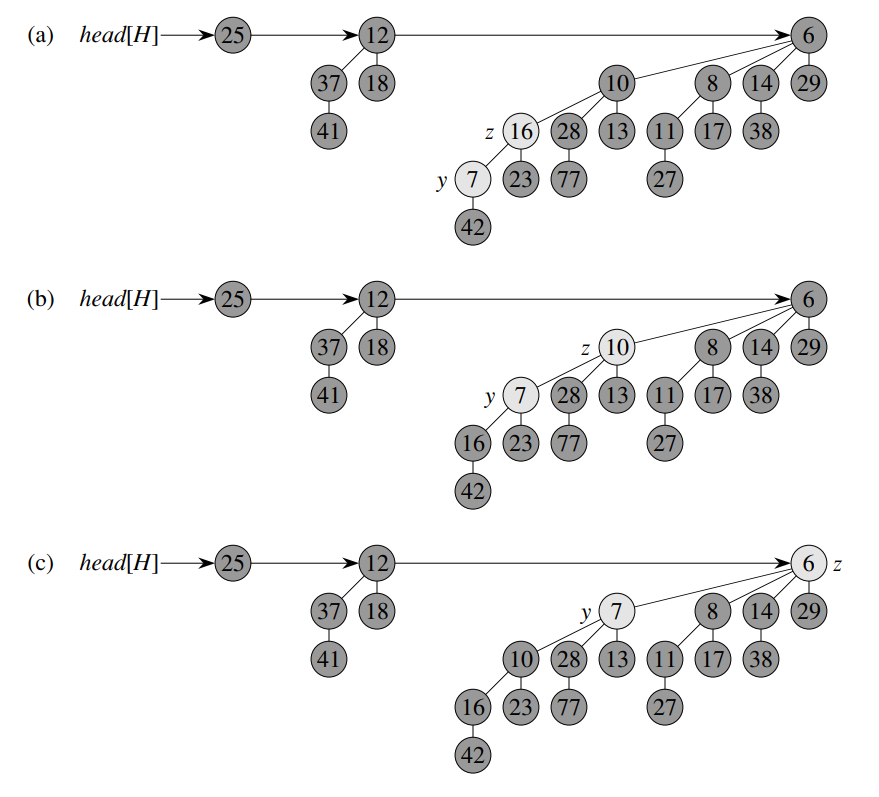 (a) head[H] 25 12 6
37 18 10 8 14 29
41 z 16 28 13 11 17 38
y 7 23 77 27
42
(b) head[H] 25 12 6
37 18 z 10 8 14 29
41 y 7 28 13 11 17 38
16 23 77 27
42
(c) head[H] 25 12 6 z
37 18 y 7 8 14 29
41 10 28 13 11 17 38
16 23 77 27
42